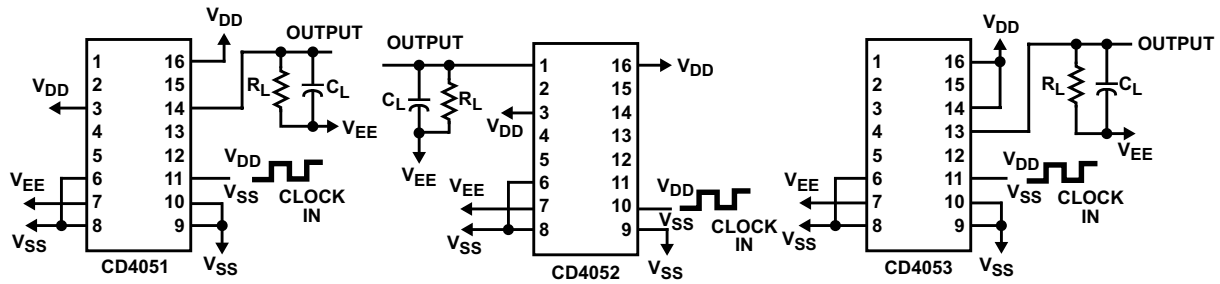 VDD
OUTPUT
1 16
2 15
VDD
3 14
RL
CL
4 13
VEE
5 12
VDD
6 11
VSS
CLOCK
IN
VEE
7 10
8 9
VSS
VSS
CD4051
OUTPUT
1 16
VDD
CL
RL
2 15
3 14
VDD
4 13
5 12
VEE
VEE
6 11
VDD
7 10
VSS
CLOCK
IN
8 9
VSS
VSS
CD4052
VDD
OUTPUT
1 16
2 15
RL
CL
3 14
4 13
VEE
5 12
VDD
6 11
VSS
CLOCK
IN
VEE
7 10
8 9
VSS
VSS
CD4053